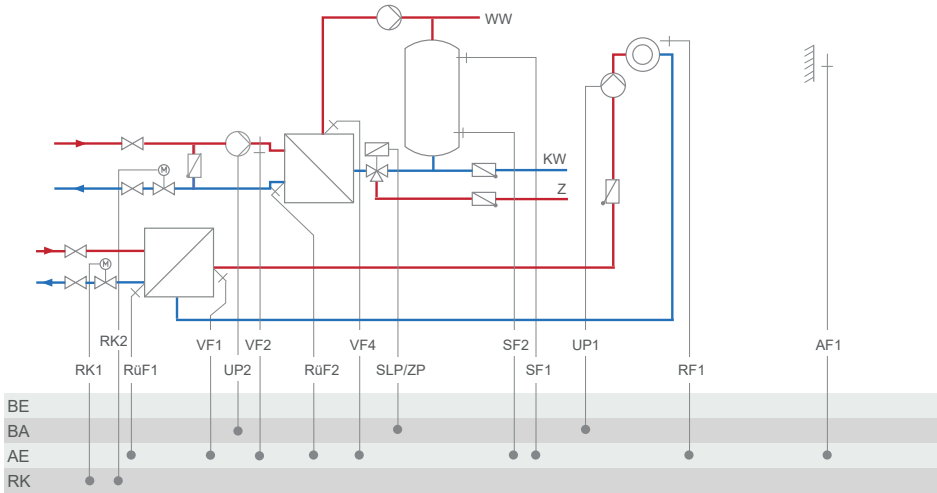 WW
M
KW
Z
M
RK2 VF1 VF2 VF4 SF2 UP1 AF1
RK1 RüF1 UP2 RüF2 SLP/ZP SF1 RF1
BE
BA
AE
RK